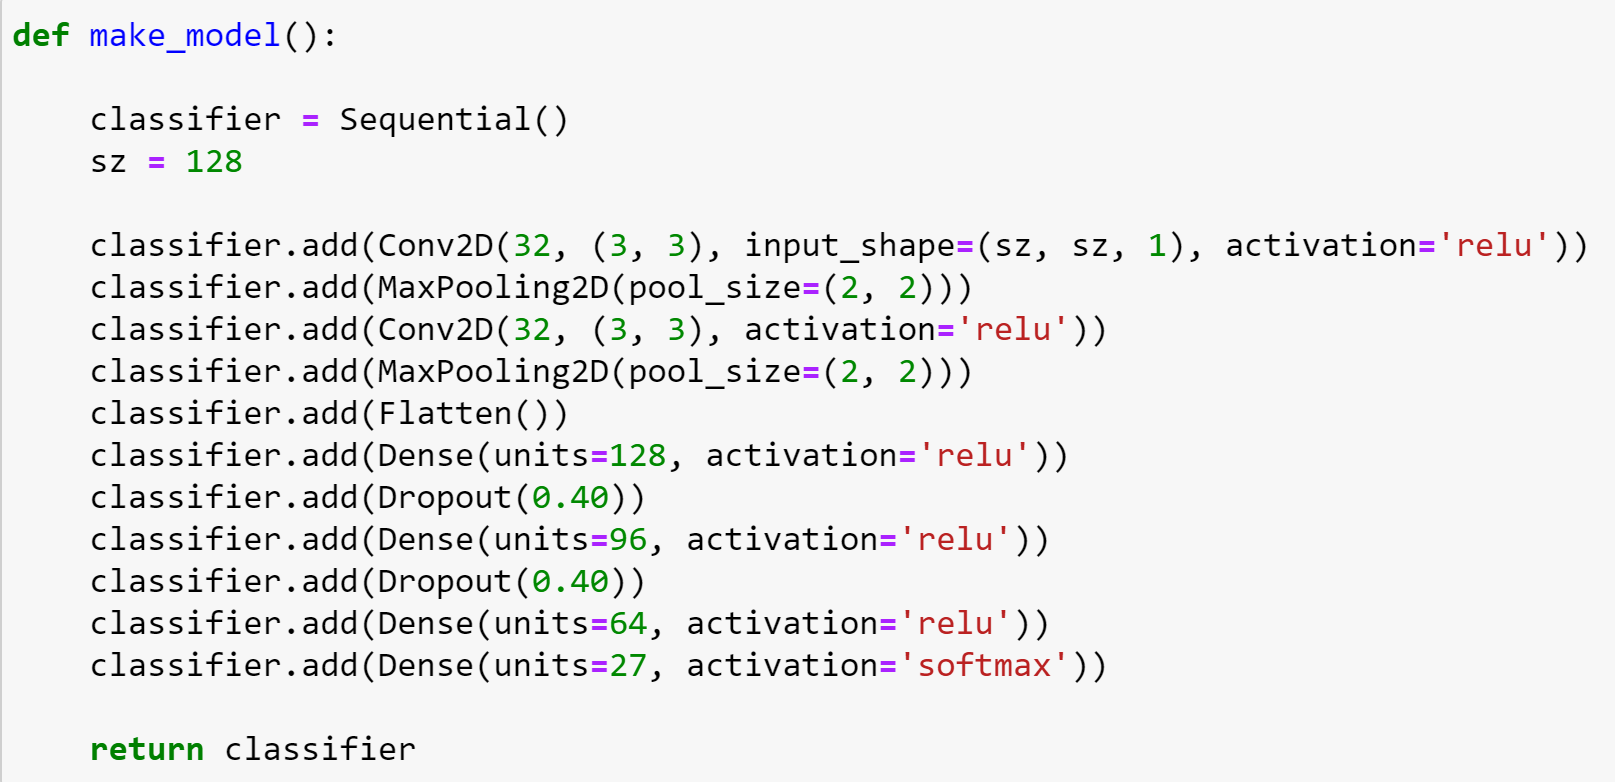 def make_model():
classifier = Sequential()
sz = 128
classifier.add(Conv2D(32, (3, 3), input_shape=(sz, sz, 1), activation='relu'))
classifier.add(MaxPooling2D(pool_size=(2, 2)))
classifier.add(Conv2D(32, (3, 3), activation='relu'))
classifier.add(MaxPooling2D(pool_size=(2, 2)))
classifier.add(Flatten())
classifier.add(Dense(units=128, activation='relu'))
classifier.add(Dropout(0.40))
classifier.add(Dense(units=96, activation='relu'))
classifier.add(Dropout(0.40))
classifier.add(Dense(units=64, activation='relu'))
classifier.add(Dense(units=27, activation='softmax'))
return classifier